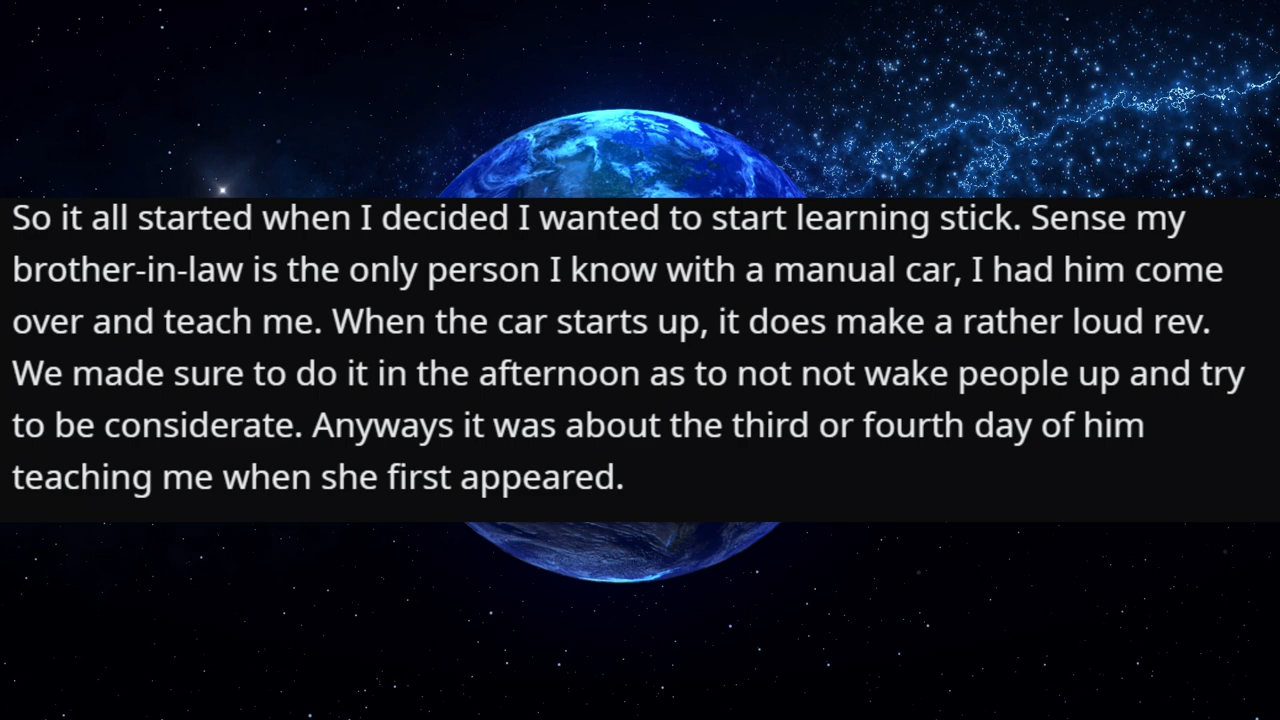 So it all started when I decided I wanted to start learning stick. Sense my
brother-in-law is the only person I know with a manual car, I had him come
over and teach me. When the car starts up, it does make a rather loud rev.
We made sure to do it in the afternoon as to not not wake people up and try
to be considerate. Anyways it was about the third or fourth day of him
teaching me when she first appeared.